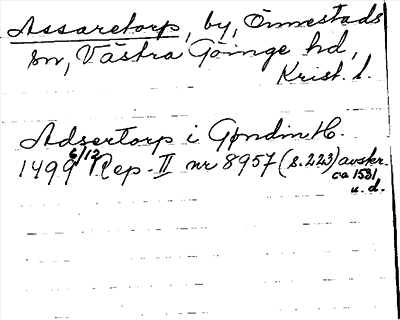 Assaretorp, by, Önnestads
sn, Västra Göinge hd,
Krist. l.
Adsertorp i Gøndin H.
1499 6/12 Rep. II nr 8957 (s. 223) avskr.
ca 1531
u. d.